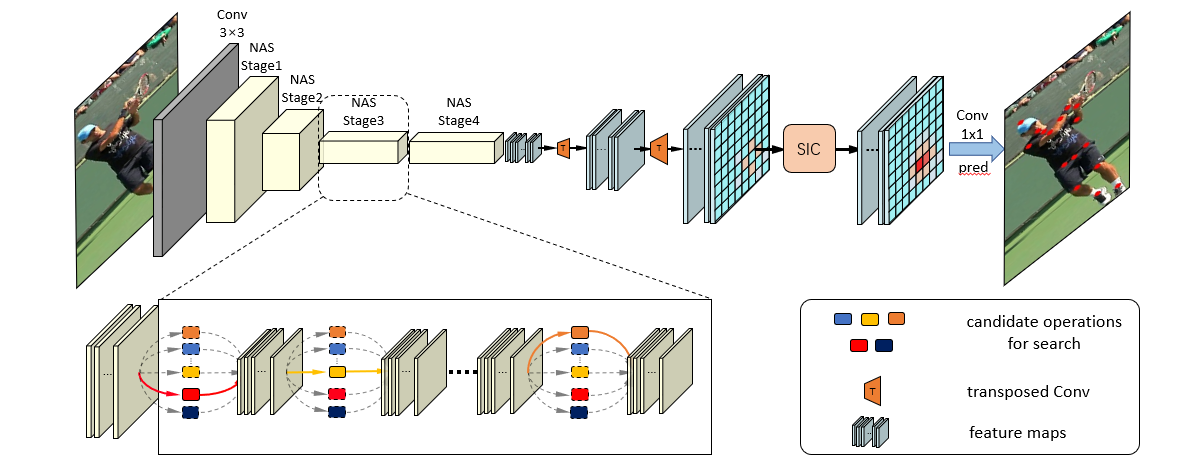 Conv
3×3
NAS
Stage1
NAS
Stage2
NAS
Stage3
NAS
Stage4
...
T
...
T
...
SIC
...
Conv
1x1
pred
...
...
...
...
...
candidate operations
for search
T
transposed Conv
...
feature maps